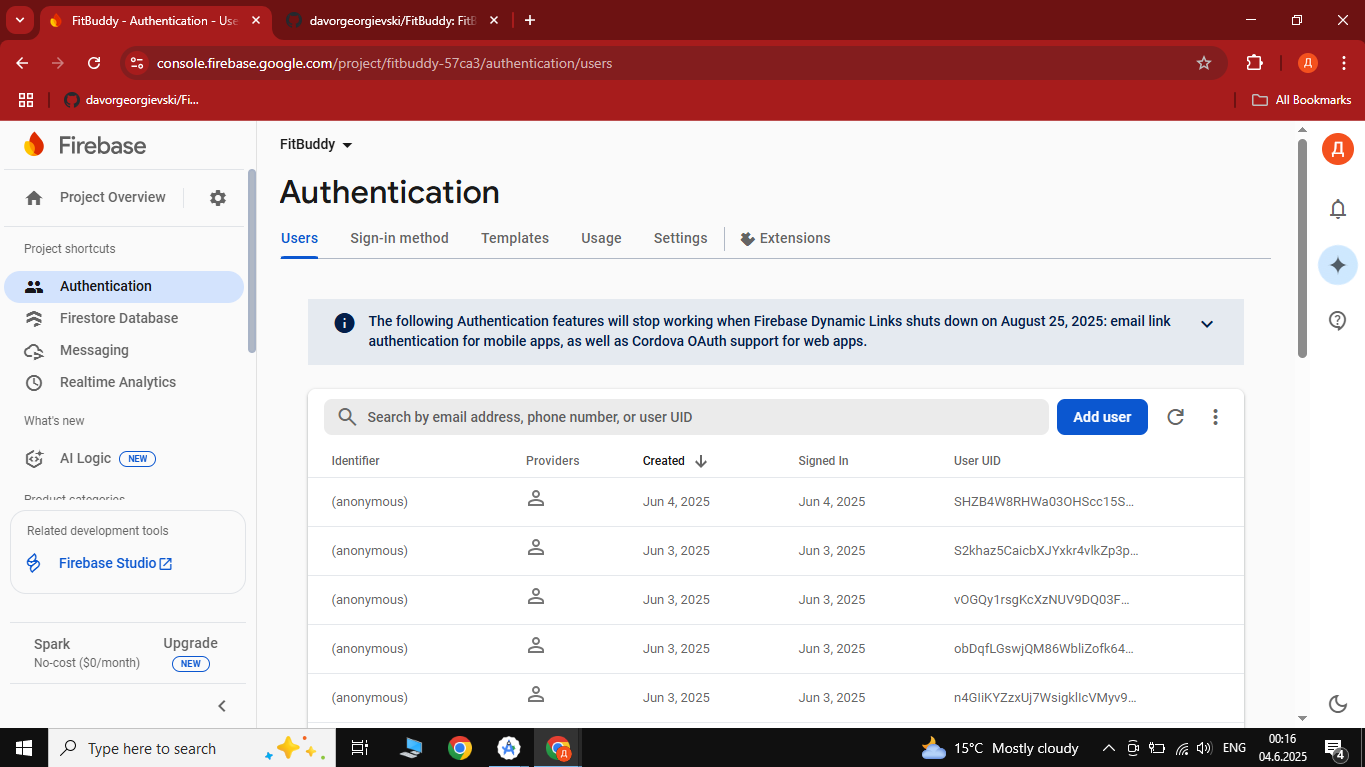 FitBuddy - Authentication - Use
davorgeorgievski/FitBuddy: FitB
console.firebase.google.com/project/fitbuddy-57ca3/authentication/users
Д
davorgeorgievski/Fi...
All Bookmarks
Firebase
Project Overview
Project shortcuts
Authentication
Firestore Database
Messaging
Realtime Analytics
What's new
AI Logic NEW
Product categories
Related development tools
Firebase Studio
Spark
No-cost ($0/month)
Upgrade
NEW
FitBuddy
Authentication
Users Sign-in method Templates Usage Settings Extensions
The following Authentication features will stop working when Firebase Dynamic Links shuts down on August 25, 2025: email link
authentication for mobile apps, as well as Cordova OAuth support for web apps.
Search by email address, phone number, or user UID
Add user
Identifier Providers Created Signed In User UID
(anonymous) Jun 4, 2025 Jun 4, 2025 SHZB4W8RHWa03OHScc15S...
(anonymous) Jun 3, 2025 Jun 3, 2025 S2khaz5CaicbXJYxkr4vlkZp3p...
(anonymous) Jun 3, 2025 Jun 3, 2025 vOGQy1rsgKcXzNUV9DQ03F...
(anonymous) Jun 3, 2025 Jun 3, 2025 obDqfLGswjQM86WbliZofk64...
(anonymous) Jun 3, 2025 Jun 3, 2025 n4GIiKYZzxUj7WsigklIcVMyv9...
Д
Type here to search
Д
15°C Mostly cloudy
ENG
00:16
04.6.2025
4